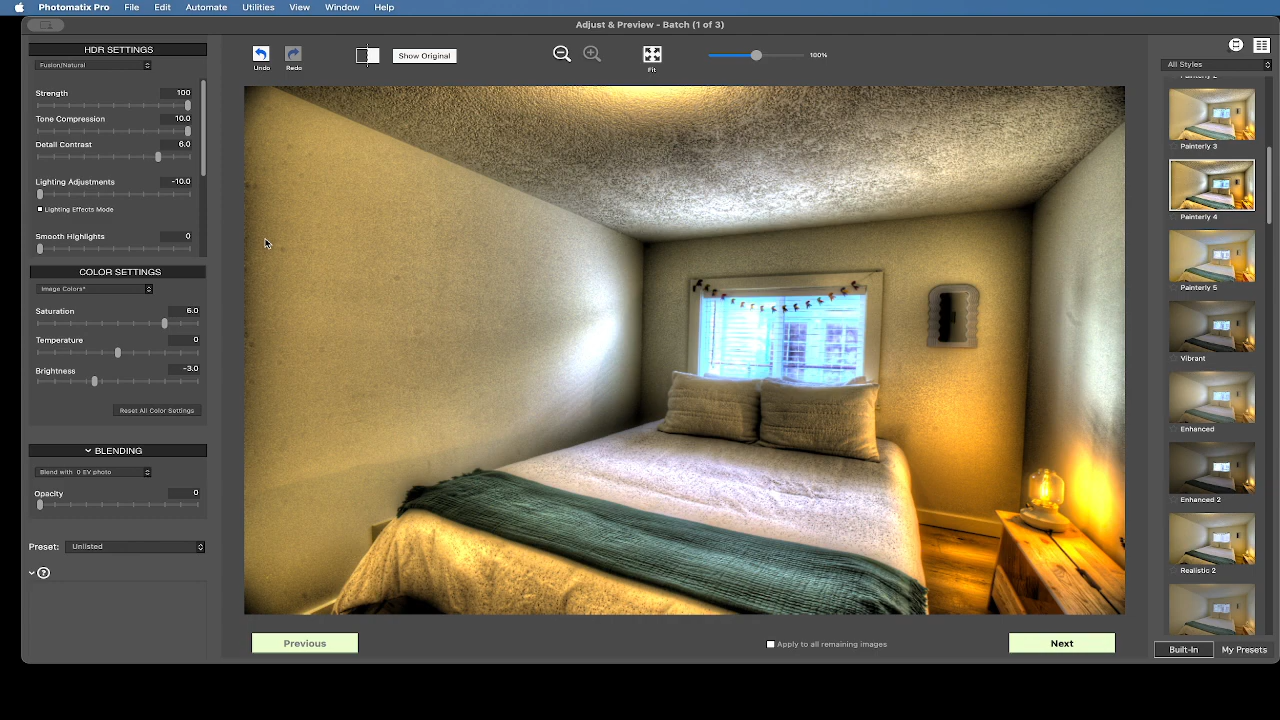 Photomatix Pro File Edit Automate Utilities View Window Help
Adjust & Preview - Batch (1 of 3)
HDR SETTINGS
Fusion/Natural
Strength 100
Tone Compression 10.0
Detail Contrast 6.0
Lighting Adjustments -10.0
Lighting Effects Mode
Smooth Highlights 0
COLOR SETTINGS
Image Colors*
Saturation 6.0
Temperature 0
Brightness -3.0
Reset All Color Settings
BLENDING
Blend with 0 EV photo
Opacity 0
Preset: Unlisted
?
Undo Redo
Show Original
Fit
100%
Previous
Apply to all remaining images
Next
All Styles
Painterly 2
Painterly 3
Painterly 4
Painterly 5
Vibrant
Enhanced
Enhanced 2
Realistic 2
Built-In My Presets